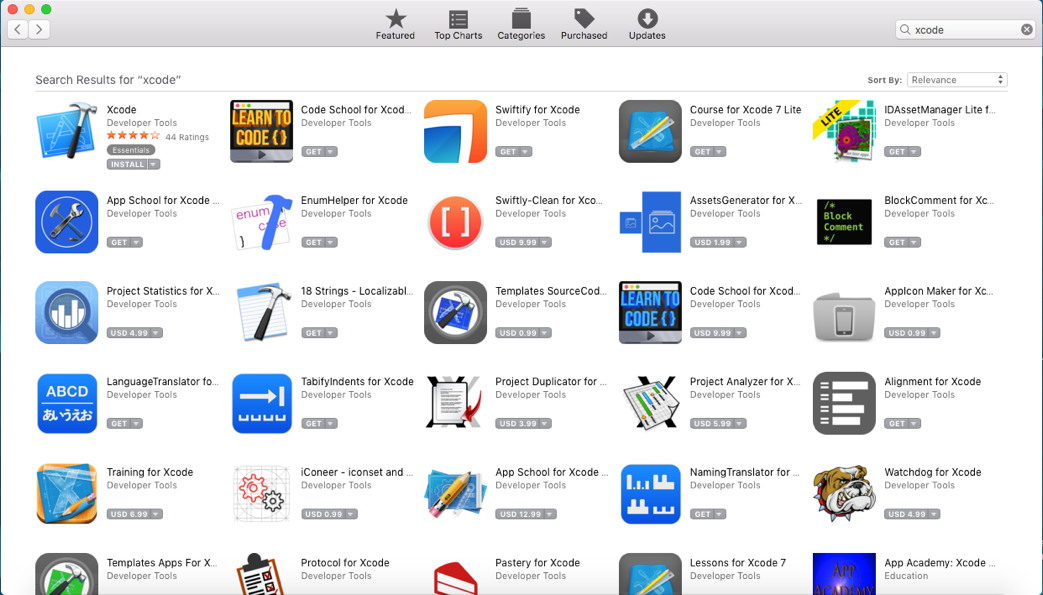 Featured
Top Charts
Categories
Purchased
Updates
xcode
Search Results for “xcode”
Sort By:
Relevance
Xcode
Developer Tools
44 Ratings
Essentials
INSTALL
LEARN TO
CODE {}
Code School for Xcod...
Developer Tools
GET
Swiftify for Xcode
Developer Tools
GET
Course for Xcode 7 Lite
Developer Tools
GET
LITE
IDAssetManager Lite f...
Developer Tools
GET
App School for Xcode ...
Developer Tools
GET
enum
case
}
EnumHelper for Xcode
Developer Tools
GET
[ ]
Swiftly-Clean for Xco...
Developer Tools
USD 9.99
AssetsGenerator for X...
Developer Tools
USD 1.99
/*
Block
Comment
*/
BlockComment for Xc...
Developer Tools
GET
Project Statistics for X...
Developer Tools
USD 4.99
18 Strings - Localizabl...
Developer Tools
GET
Templates SourceCod...
Developer Tools
USD 0.99
LEARN TO
CODE {}
Code School for Xcod...
Developer Tools
USD 9.99
AppIcon Maker for Xc...
Developer Tools
USD 0.99
ABCD
あいうえお
LanguageTranslator fo...
Developer Tools
GET
TabifyIndents for Xcode
Developer Tools
GET
Project Duplicator for ...
Developer Tools
USD 3.99
Project Analyzer for X...
Developer Tools
USD 5.99
Alignment for Xcode
Developer Tools
GET
Training for Xcode
Developer Tools
USD 6.99
iConeer - iconset and ...
Developer Tools
USD 0.99
App School for Xcode ...
Developer Tools
USD 12.99
NamingTranslator for ...
Developer Tools
GET
Watchdog for Xcode
Developer Tools
USD 4.99
Templates Apps For X...
Developer Tools
Protocol for Xcode
Developer Tools
Pastery for Xcode
Developer Tools
Lessons for Xcode 7
Developer Tools
APP
ACADEMY
App Academy: Xcode ...
Education